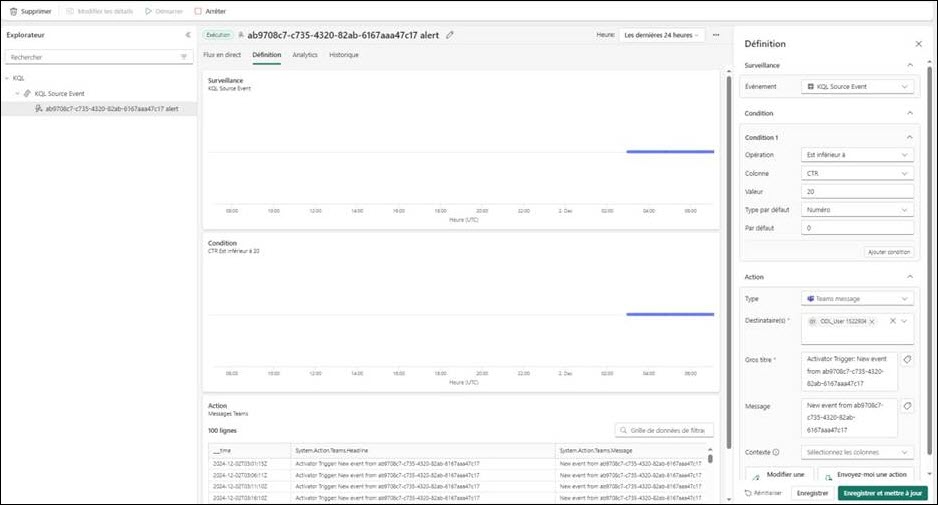 Supprimer Modifiez les détails Démarrer Arrêter
Explorateur
Rechercher
KQL
KQL Source Event
ab9708c7-c735-4320-82ab-6167aaa47c17 alert
Exécution ab9708c7-c735-4320-82ab-6167aaa47c17 alert Heure: Les dernières 24 heures
Flux en direct Définition Analytics Historique
Surveillance
KQL Source Event
08:00 10:00 12:00 14:00 16:00 18:00 20:00 22:00 2. Dec 02:00 04:00 06:00
Heure (UTC)
Condition
CTR Est inférieur à 20
08:00 10:00 12:00 14:00 16:00 18:00 20:00 22:00 2. Dec 02:00 04:00 06:00
Heure (UTC)
Action
Messages Teams
100 lignes Grille de données de filtra
__time System.Action.Teams.Headline System.Action.Teams.Message
2024-12-02T03:01:15Z Activator Trigger: New event from ab9708c7-c735-4320-82ab-6167aaa47c17 New event from ab9708c7-c735-4320-82ab-6167aaa47c17
2024-12-02T03:06:11Z Activator Trigger: New event from ab9708c7-c735-4320-82ab-6167aaa47c17 New event from ab9708c7-c735-4320-82ab-6167aaa47c17
2024-12-02T03:11:10Z Activator Trigger: New event from ab9708c7-c735-4320-82ab-6167aaa47c17 New event from ab9708c7-c735-4320-82ab-6167aaa47c17
2024-12-02T03:16:10Z Activator Trigger: New event from ab9708c7-c735-4320-82ab-6167aaa47c17 New event from ab9708c7-c735-4320-82ab-6167aaa47c17
Définition
Surveillance
Événement KQL Source Event
Condition
Condition 1
Opération Est inférieur à
Colonne CTR
Valeur 20
Type par défaut Numéro
Par défaut 0
Ajouter condition
Action
Type Teams message
Destinataire(s) *
Gros titre * Activator Trigger: New event
from ab9708c7-c735-4320-
82ab-6167aaa47c17
Message New event from ab9708c7-
c735-4320-82ab-
6167aaa47c17
Contexte Sélectionnez les colonnes
Modifier une Envoyez-moi une action
Réinitialiser Enregistrer Enregistrer et mettre à jour